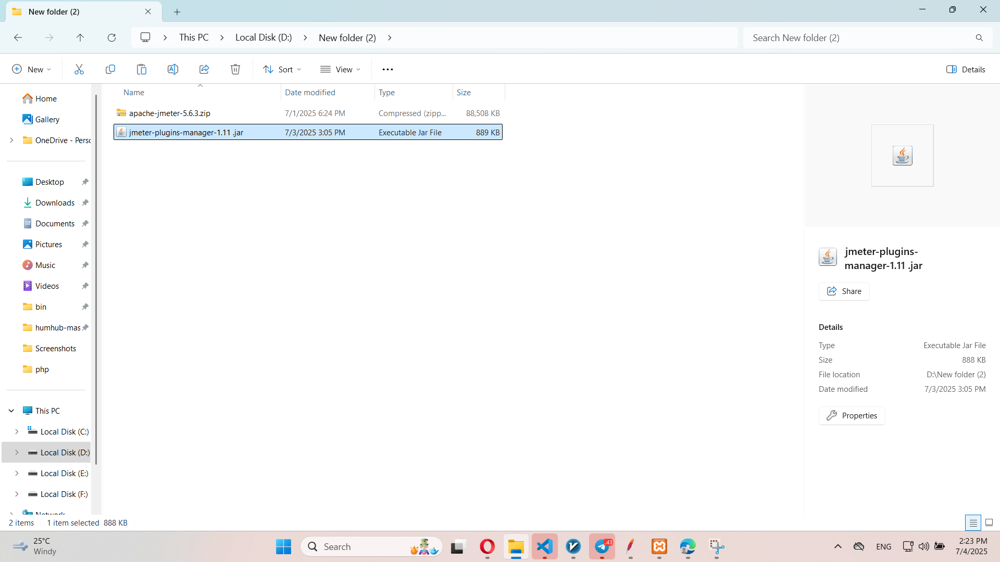 New folder (2)
This PC
Local Disk (D:)
New folder (2)
Search New folder (2)
New
Sort
View
Details
Name
Date modified
Type
Size
apache-jmeter-5.6.3.zip
7/1/2025 6:24 PM
Compressed (zipp...
88,508 KB
jmeter-plugins-manager-1.11 .jar
7/3/2025 3:05 PM
Executable Jar File
889 KB
Home
Gallery
OneDrive - Perso
Desktop
Downloads
Documents
Pictures
Music
Videos
bin
humhub-mas
Screenshots
php
This PC
Local Disk (C:)
Local Disk (D:)
Local Disk (E:)
Local Disk (F:)
Network
jmeter-plugins-
manager-1.11 .jar
Share
Details
Type
Executable Jar File
Size
888 KB
File location
D:\New folder (2)
Date modified
7/3/2025 3:05 PM
Properties
2 items
1 item selected 888 KB
25°C
Windy
Search
43
ENG
2:23 PM
7/4/2025